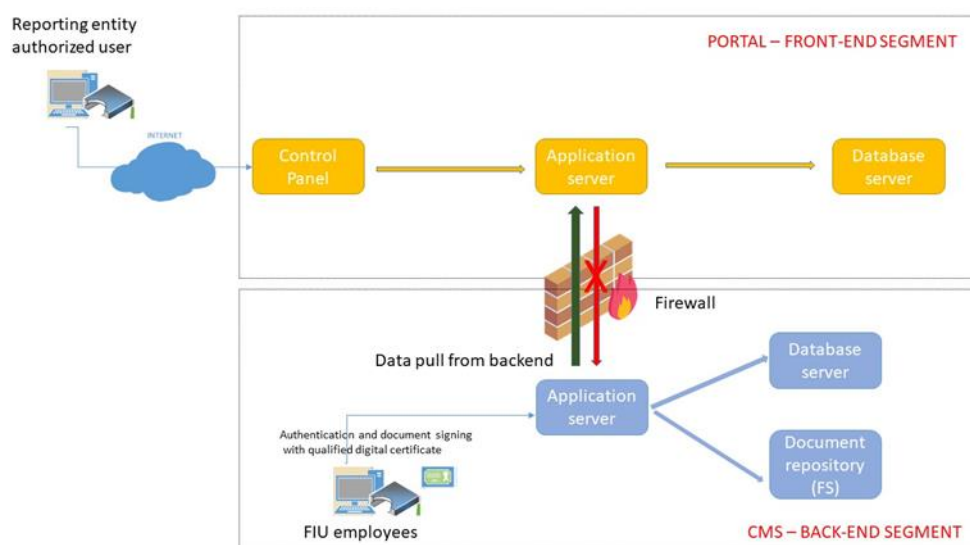 Reporting entity
authorized user
PORTAL – FRONT-END SEGMENT
INTERNET
Control
Panel
Application
server
Database
server
Firewall
Data pull from backend
Database
server
Application
server
Authentication and document signing
with qualified digital certificate
Document
repository
(FS)
FIU employees
CMS – BACK-END SEGMENT